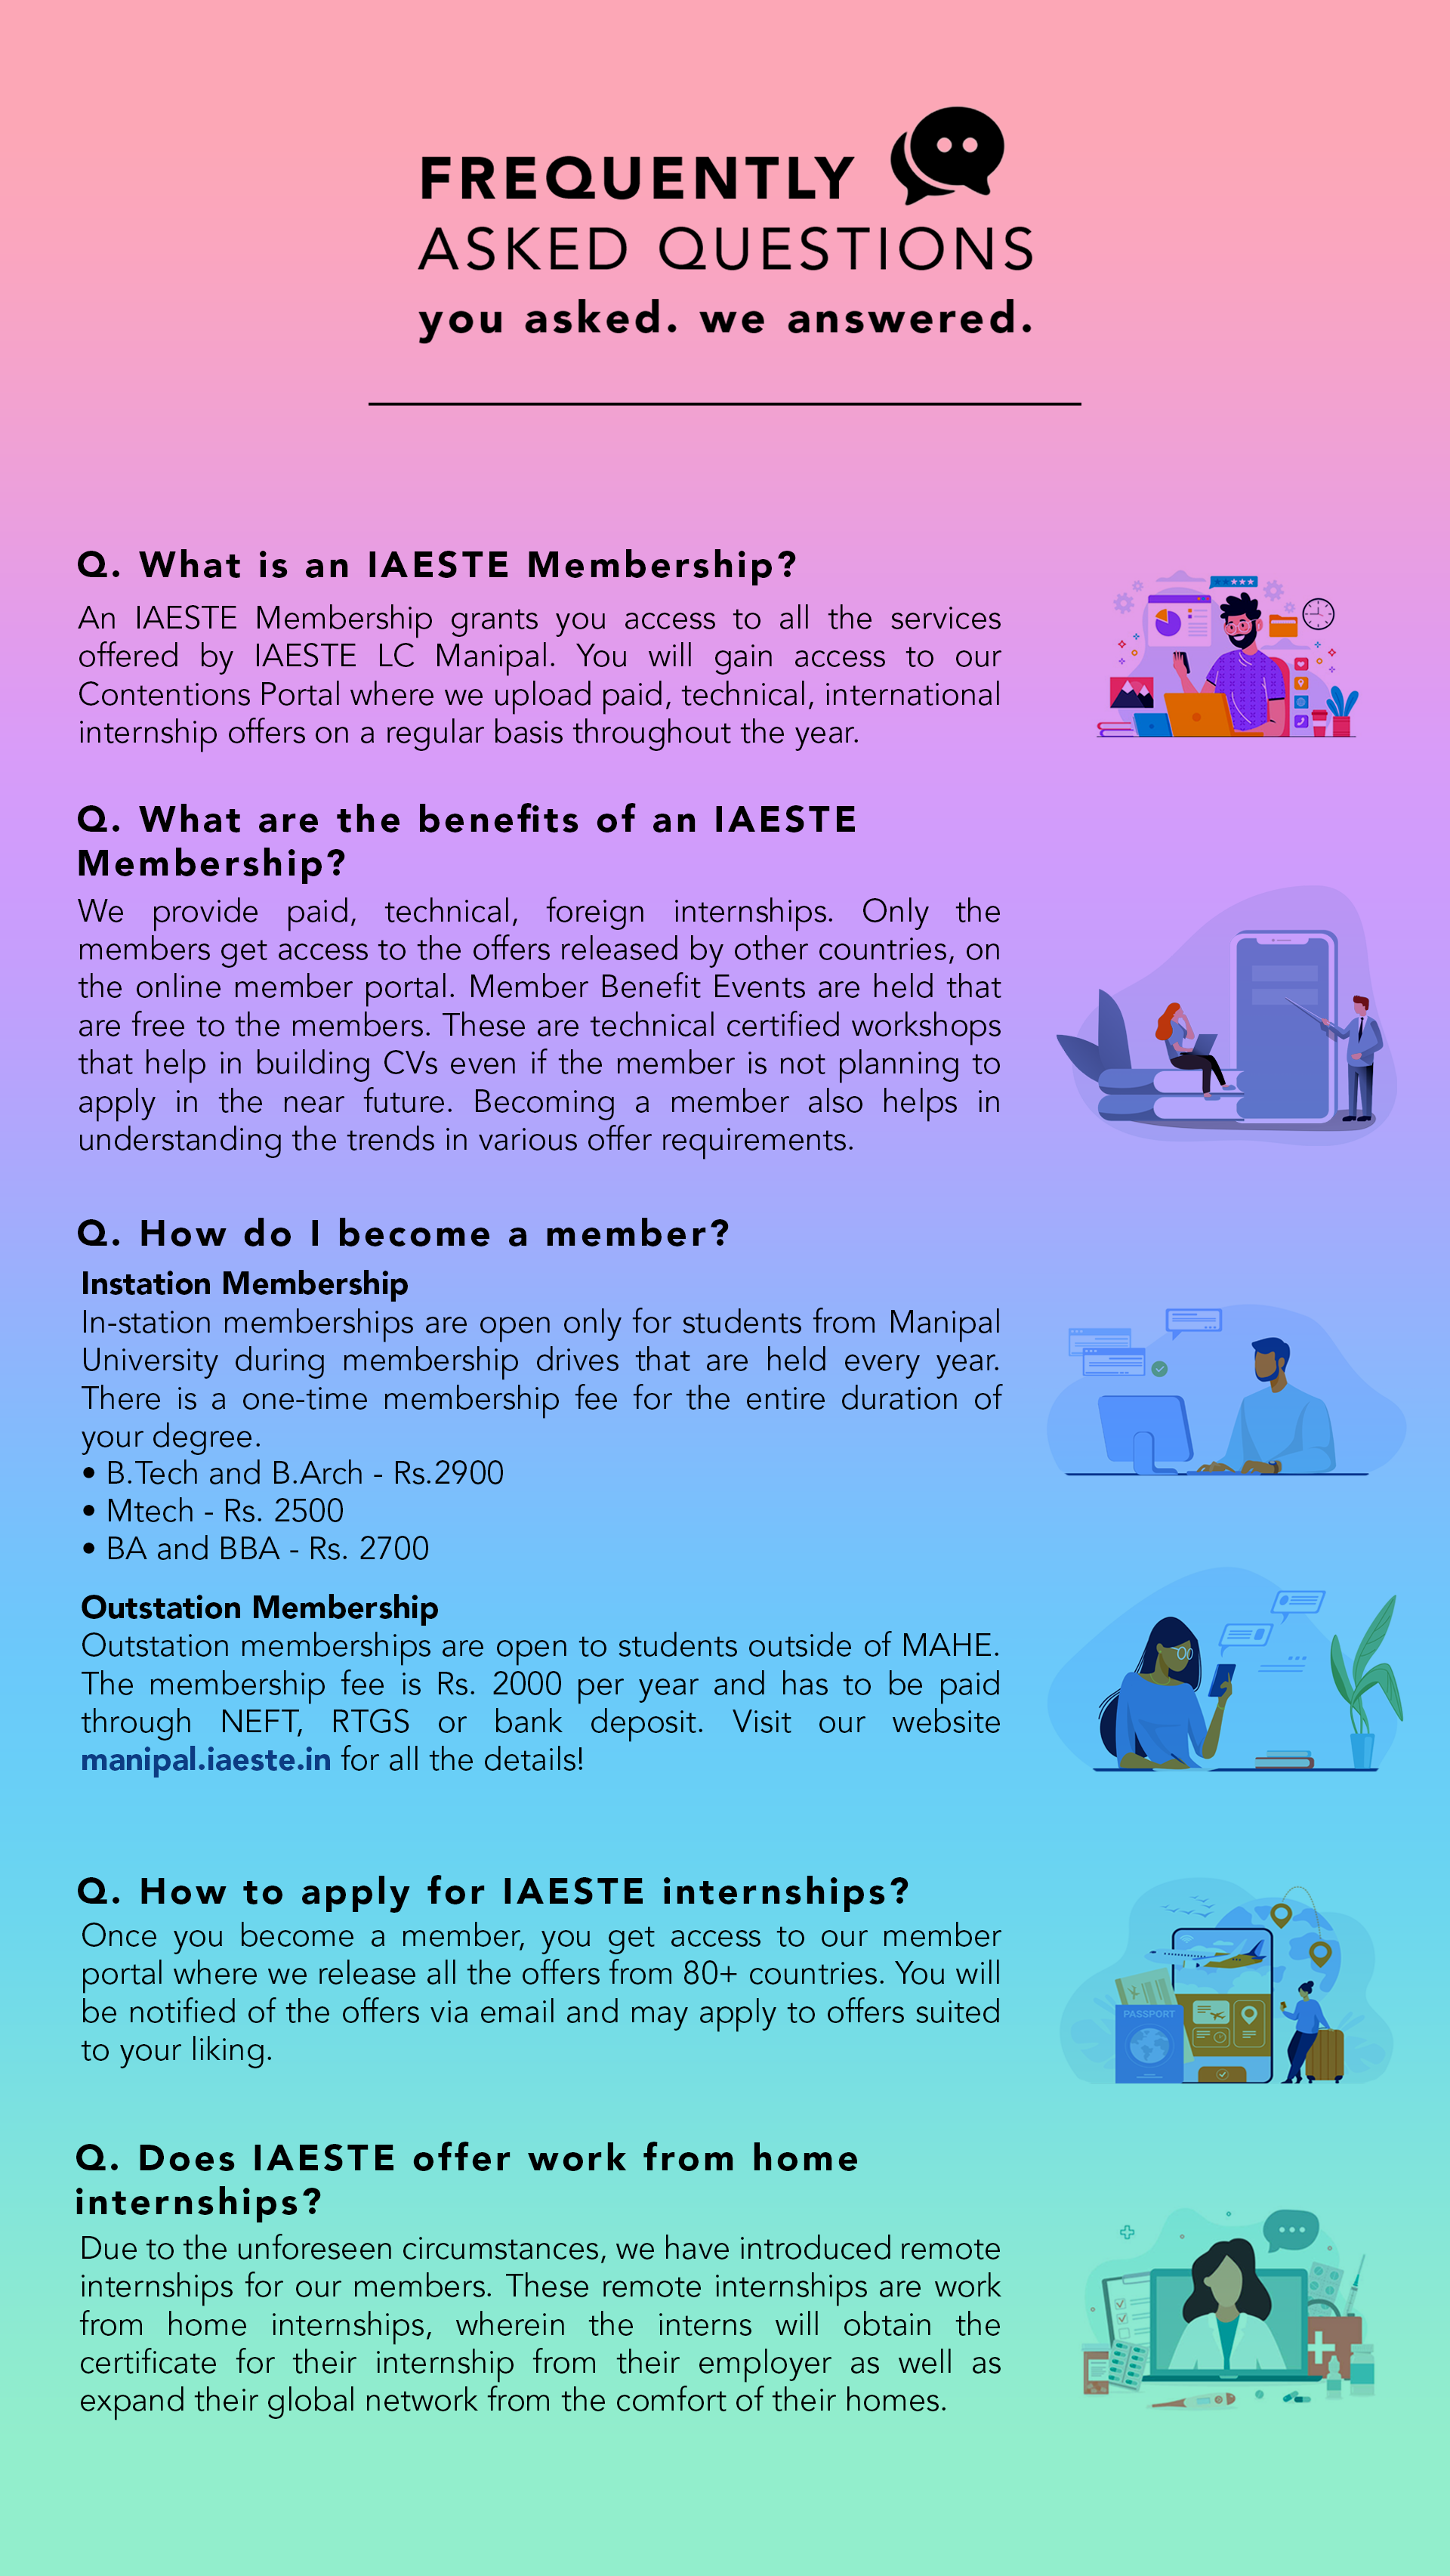 FREQUENTLY
ASKED QUESTIONS
you asked. we answered.
Q. What is an IAESTE Membership?
An IAESTE Membership grants you access to all the services
offered by IAESTE LC Manipal. You will gain access to our
Contentions Portal where we upload paid, technical, international
internship offers on a regular basis throughout the year.
Q. What are the benefits of an IAESTE
Membership?
We provide paid, technical, foreign internships. Only the
members get access to the offers released by other countries, on
the online member portal. Member Benefit Events are held that
are free to the members. These are technical certified workshops
that help in building CVs even if the member is not planning to
apply in the near future. Becoming a member also helps in
understanding the trends in various offer requirements.
Q. How do I become a member?
Instation Membership
In-station memberships are open only for students from Manipal
University during membership drives that are held every year.
There is a one-time membership fee for the entire duration of
your degree.
• B.Tech and B.Arch - Rs.2900
• Mtech - Rs. 2500
• BA and BBA - Rs. 2700
Outstation Membership
Outstation memberships are open to students outside of MAHE.
The membership fee is Rs. 2000 per year and has to be paid
through NEFT, RTGS or bank deposit. Visit our website
manipal.iaeste.in for all the details!
Q. How to apply for IAESTE internships?
Once you become a member, you get access to our member
portal where we release all the offers from 80+ countries. You will
be notified of the offers via email and may apply to offers suited
to your liking.
PASSPORT
Q. Does IAESTE offer work from home
internships?
Due to the unforeseen circumstances, we have introduced remote
internships for our members. These remote internships are work
from home internships, wherein the interns will obtain the
certificate for their internship from their employer as well as
expand their global network from the comfort of their homes.